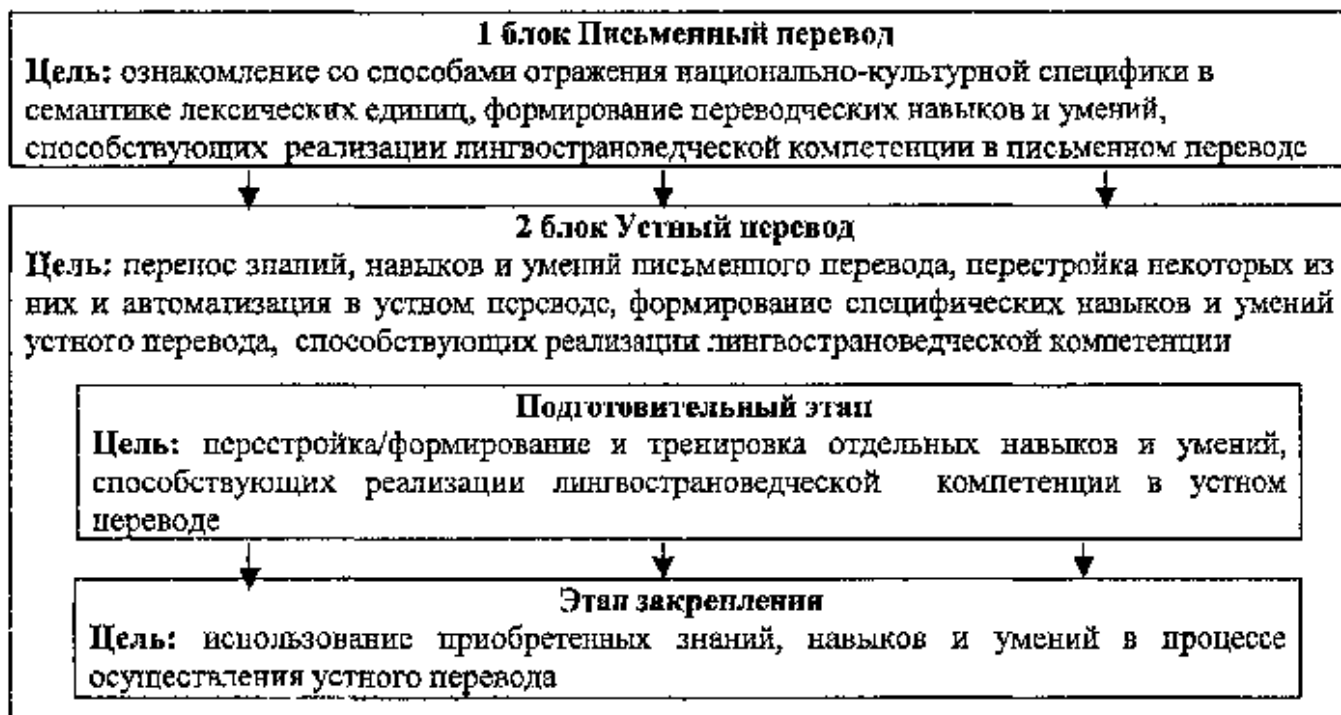 1 блок Письменный перевод
Цель: ознакомление со способами отражения национально-культурной специфики в
семантике лексических единиц, формирование переводческих навыков и умений,
способствующих реализации лингвострановедческой компетенции в письменном переводе
2 блок Устный перевод
Цель: перенос знаний, навыков и умений письменного перевода, перестройка некоторых из
них и автоматизация в устном переводе, формирование специфических навыков и умений
устного перевода, способствующих реализации лингвострановедческой компетенции
Подготовительный этап
Цель: перестройка/формирование и тренировка отдельных навыков и умений,
способствующих реализации лингвострановедческой компетенции в устном
переводе
Этап закрепления
Цель: использование приобретенных знаний, навыков и умений в процессе
осуществления устного перевода